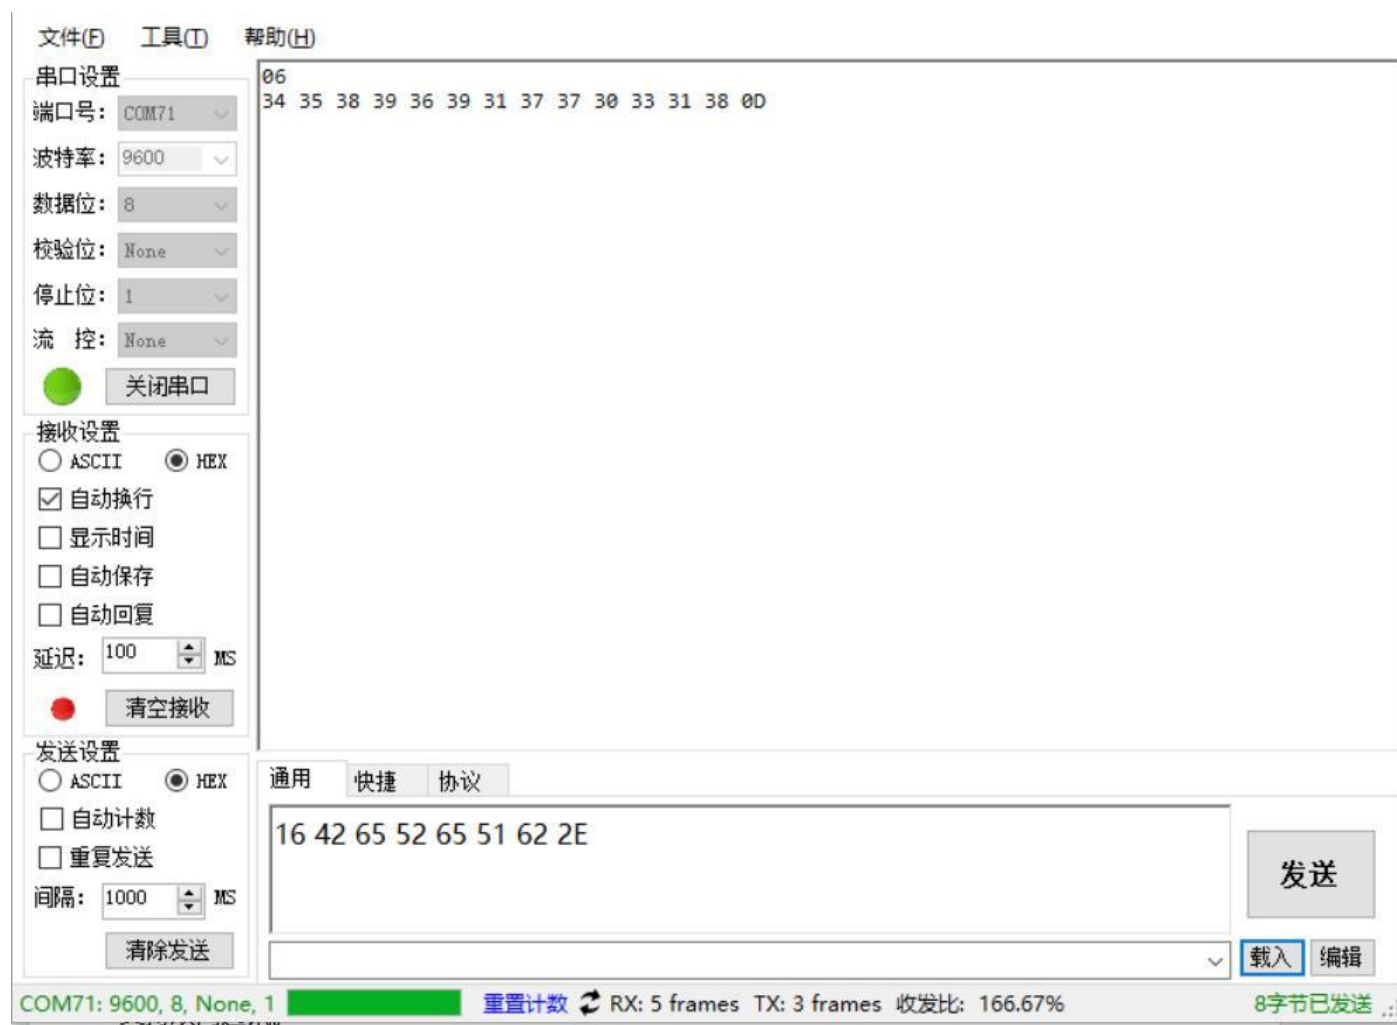 文件(F) 工具(T) 帮助(H)
串口设置
端口号: COM71
波特率: 9600
数据位: 8
校验位: None
停止位: 1
流 控: None
关闭串口
接收设置
ASCII HEX
自动换行
显示时间
自动保存
自动回复
延迟: 100 MS
清空接收
发送设置
ASCII HEX
自动计数
重复发送
间隔: 1000 MS
清除发送
06
34 35 38 39 36 39 31 37 37 30 33 31 38 0D
通用 快捷 协议
16 42 65 52 65 51 62 2E
发送
载入 编辑
COM71: 9600, 8, None, 1 重置计数 RX: 5 frames TX: 3 frames 收发比: 166.67% 8字节已发送